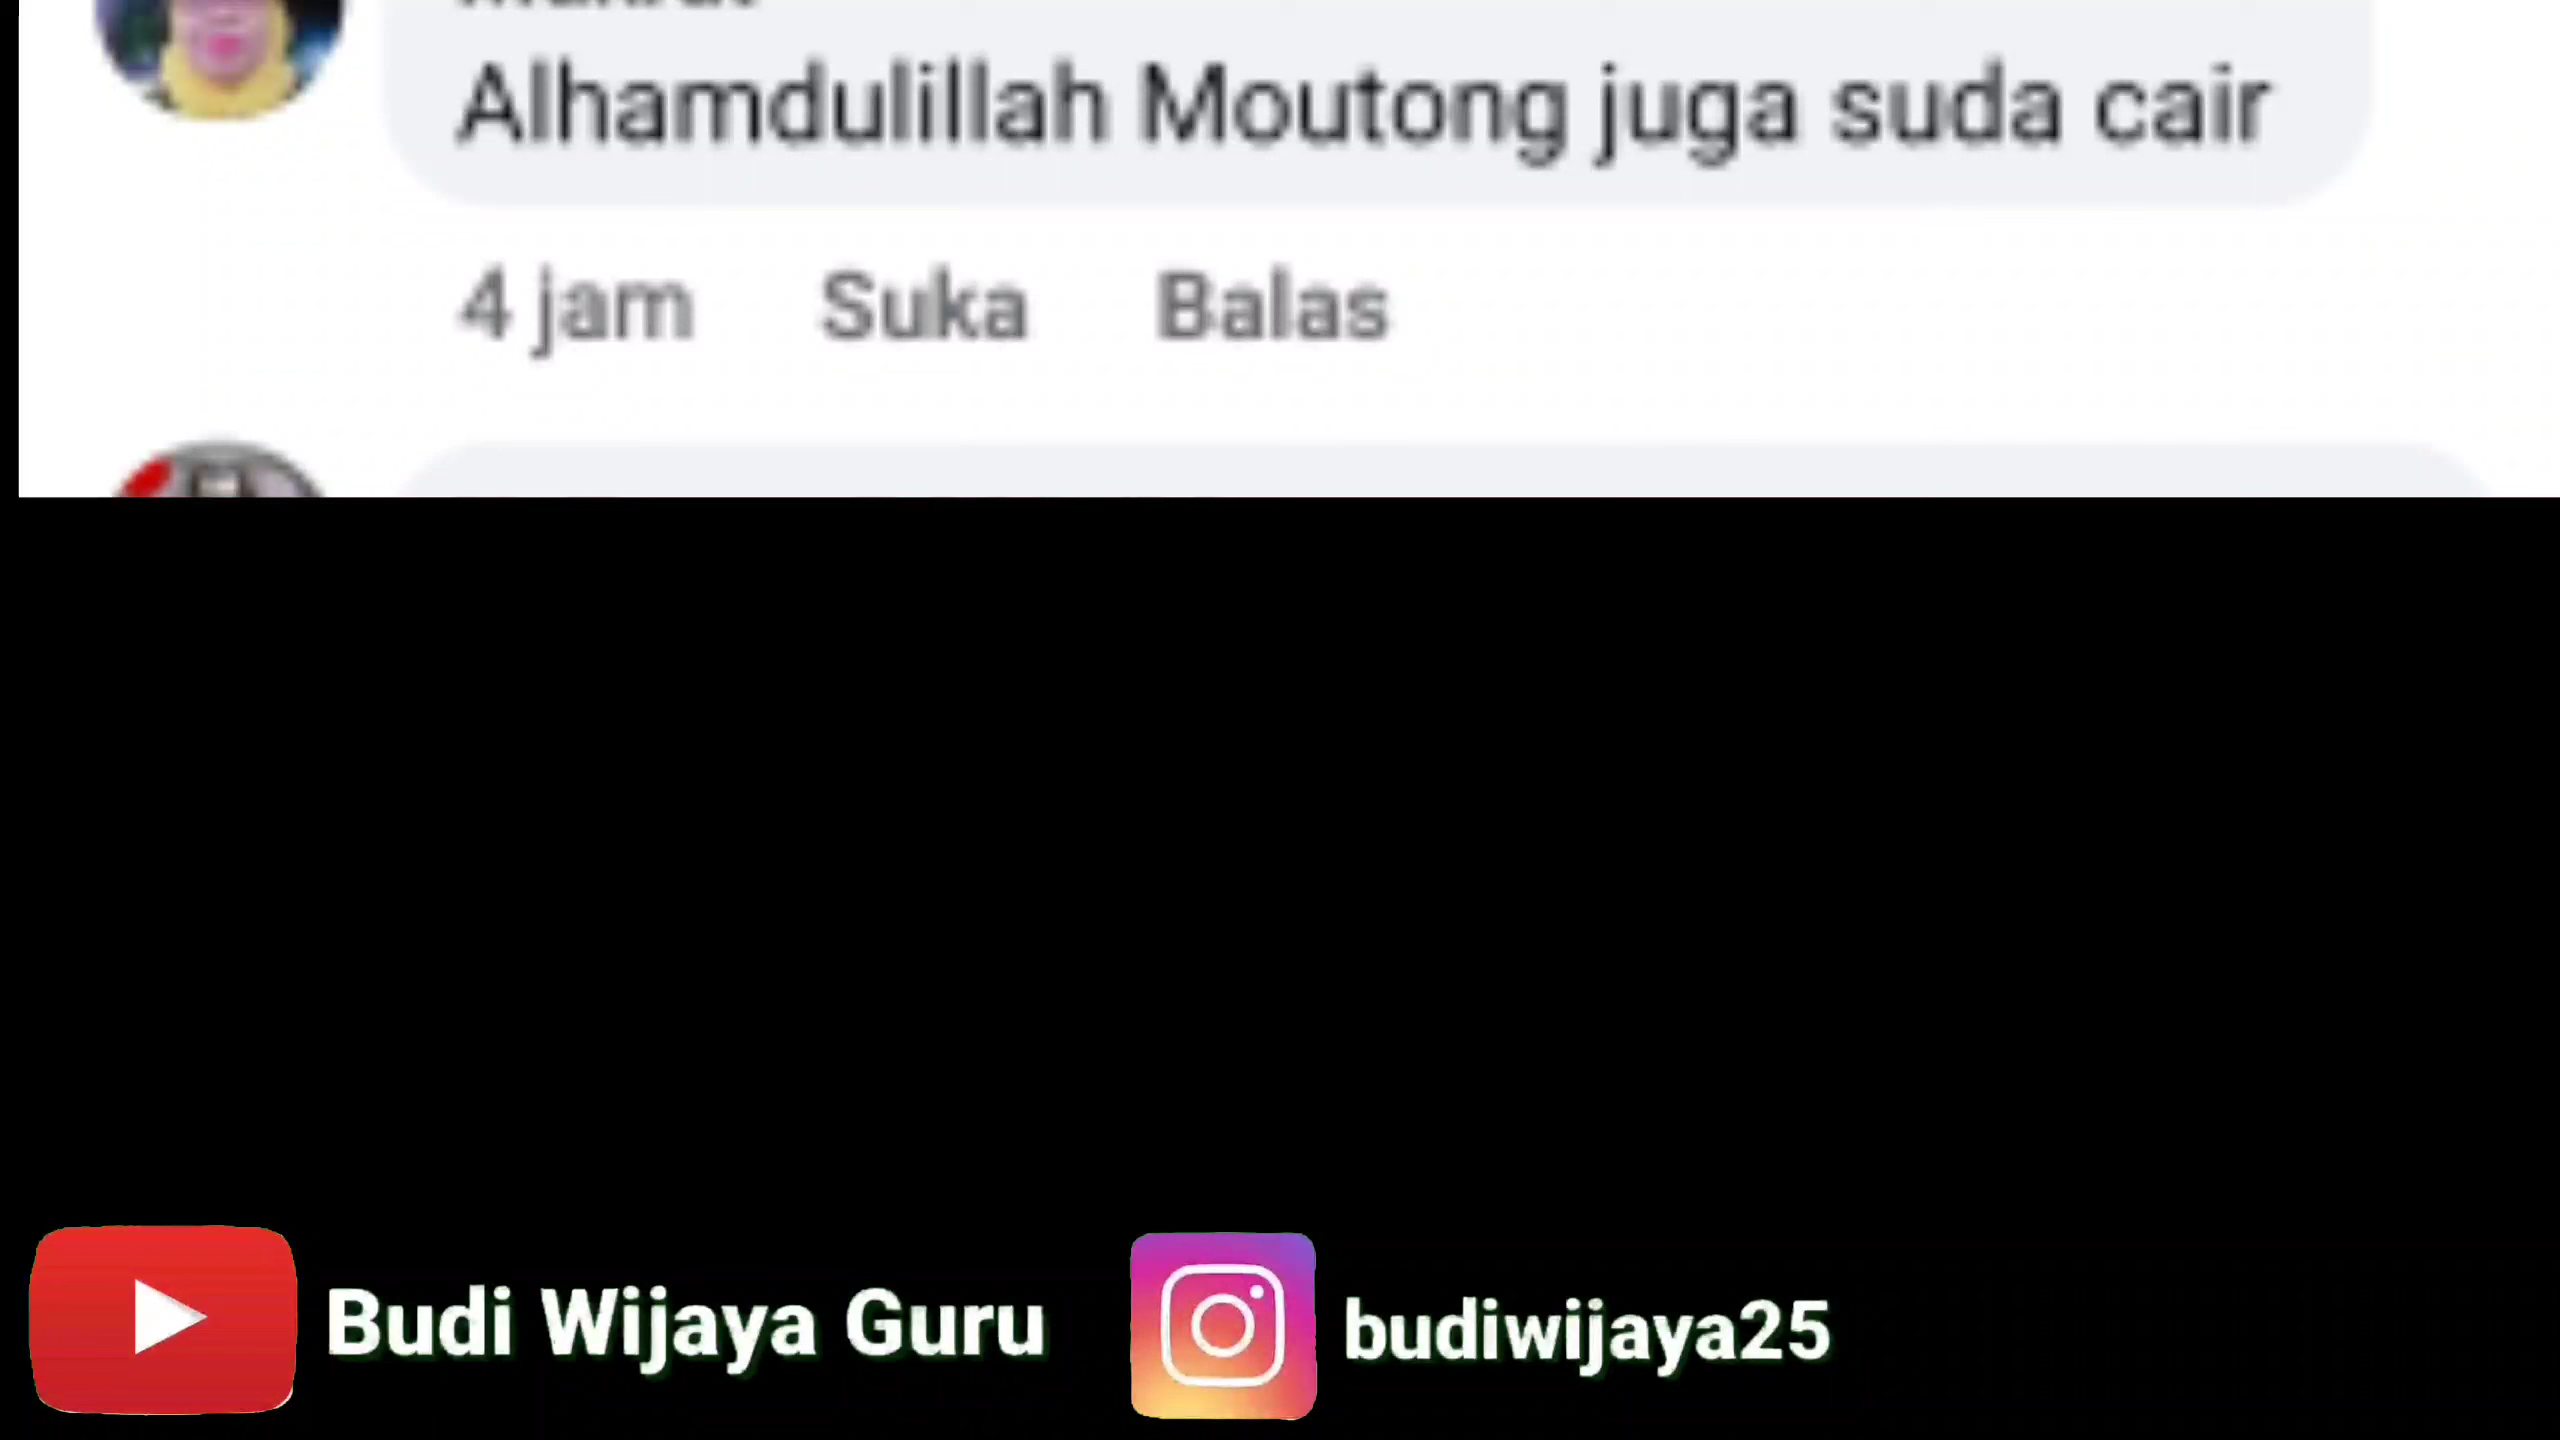 Alhamdulillah Moutong juga suda cair
4 jam Suka Balas
Budi Wijaya Guru
budiwijaya25